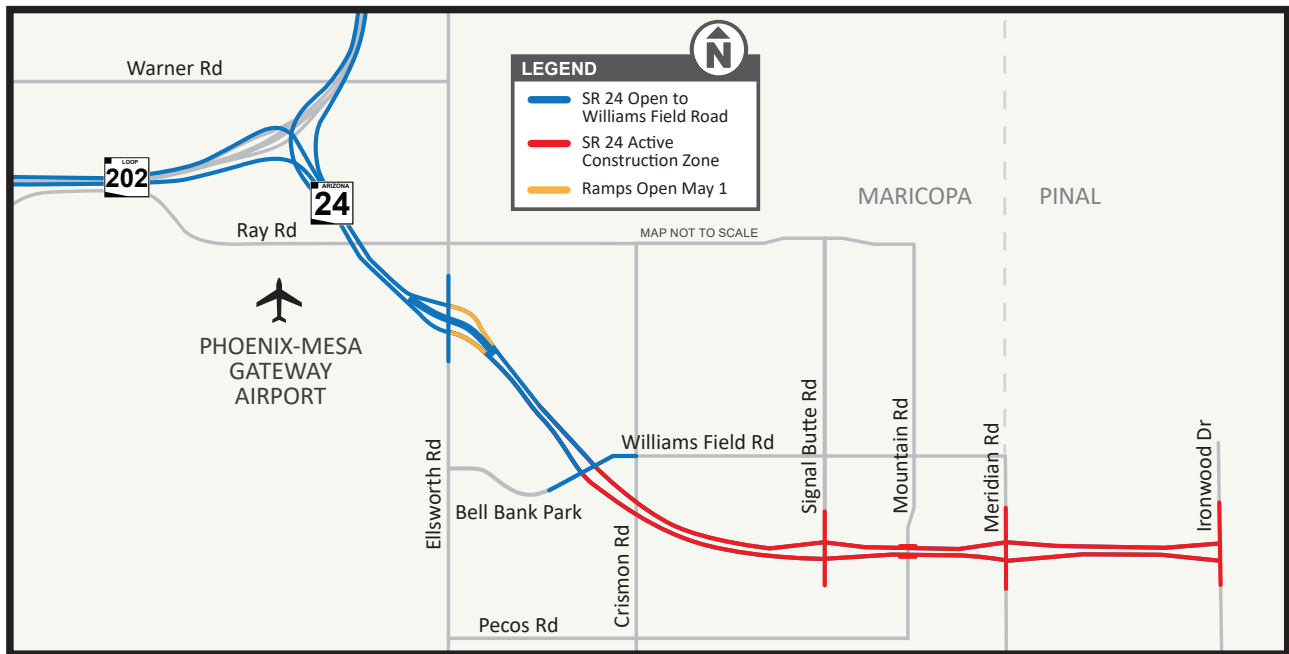 Warner Rd
N
LEGEND
SR 24 Open to
Williams Field Road
SR 24 Active
Construction Zone
Ramps Open May 1
LOOP
202
ARIZONA
24
MARICOPA
PINAL
Ray Rd
MAP NOT TO SCALE
PHOENIX-MESA
GATEWAY
AIRPORT
Ellsworth Rd
Williams Field Rd
Bell Bank Park
Crismon Rd
Signal Butte Rd
Mountain Rd
Meridian Rd
Ironwood Dr
Pecos Rd